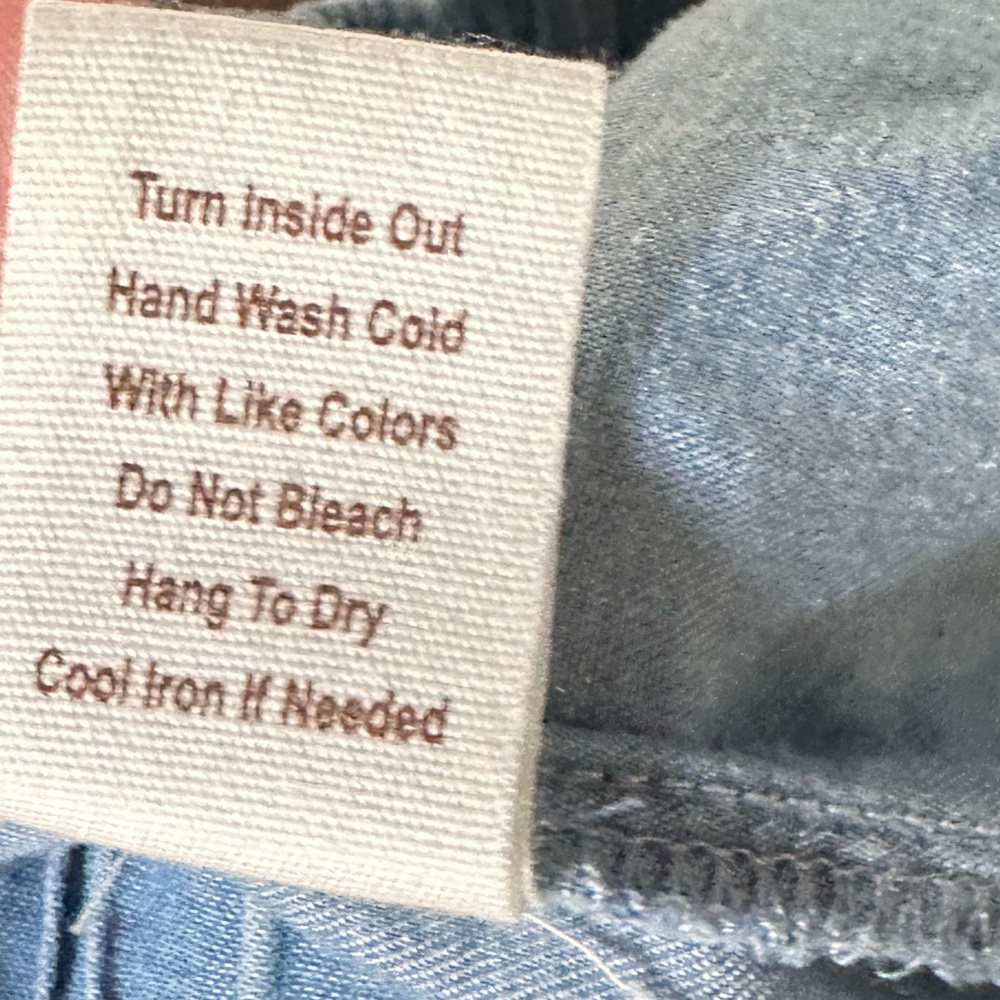 Turn Inside Out
Hand Wash Cold
With Like Colors
Do Not Bleach
Hang To Dry
Cool Iron If Needed